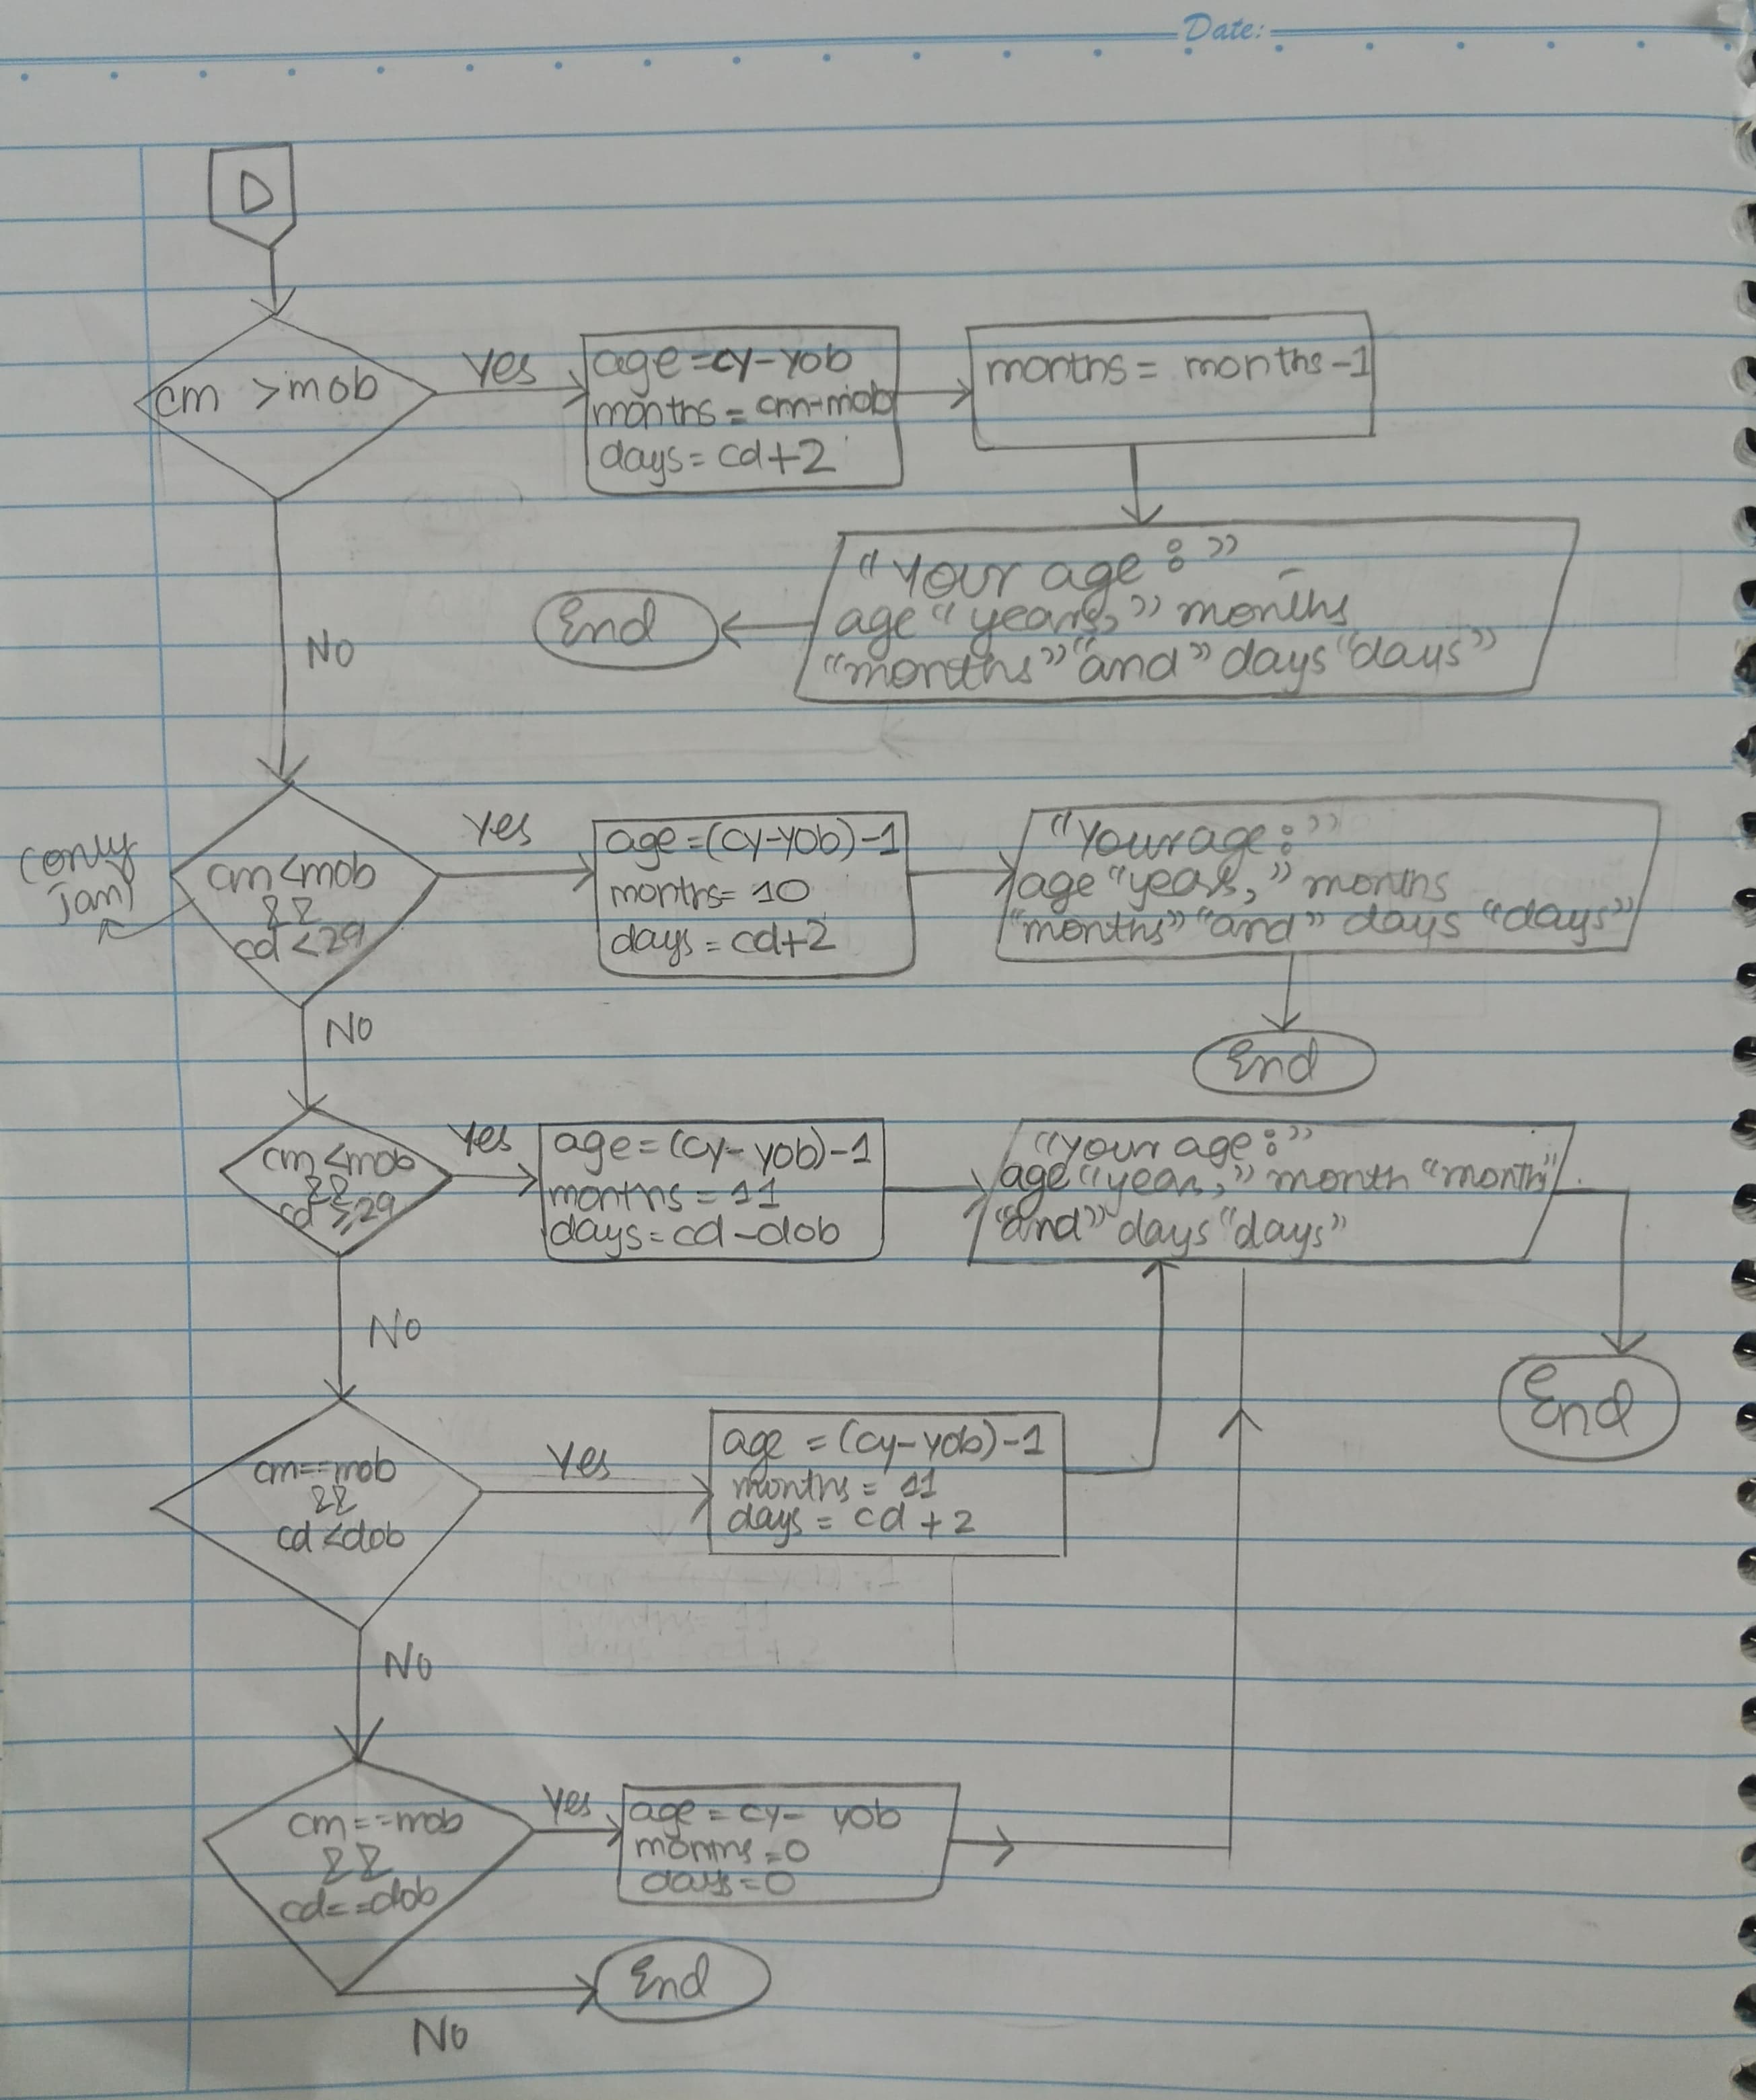 Date:
D
cm > mob
Yes
age = cy - yob
months = cm - mob
days = cd + 2
months = months - 1
"Your age :"
age "years," months
"months" "and" days "days"
End
No
(only
jan)
cm < mob
&&
cd < 29
Yes
age = (cy - yob) - 1
months = 10
days = cd + 2
"Your age :"
age "years," months
"months" "and" days "days"
End
No
cm < mob
&&
cd ≥ 29
Yes
age = (cy - yob) - 1
months = 11
days = cd - dob
"your age :"
age "year," month "month"
"and" days "days"
End
No
cm == mob
&&
cd < dob
Yes
age = (cy - yob) - 1
months = 11
days = cd + 2
No
cm == mob
&&
cd == dob
Yes
age = cy - yob
months = 0
days = 0
End
No